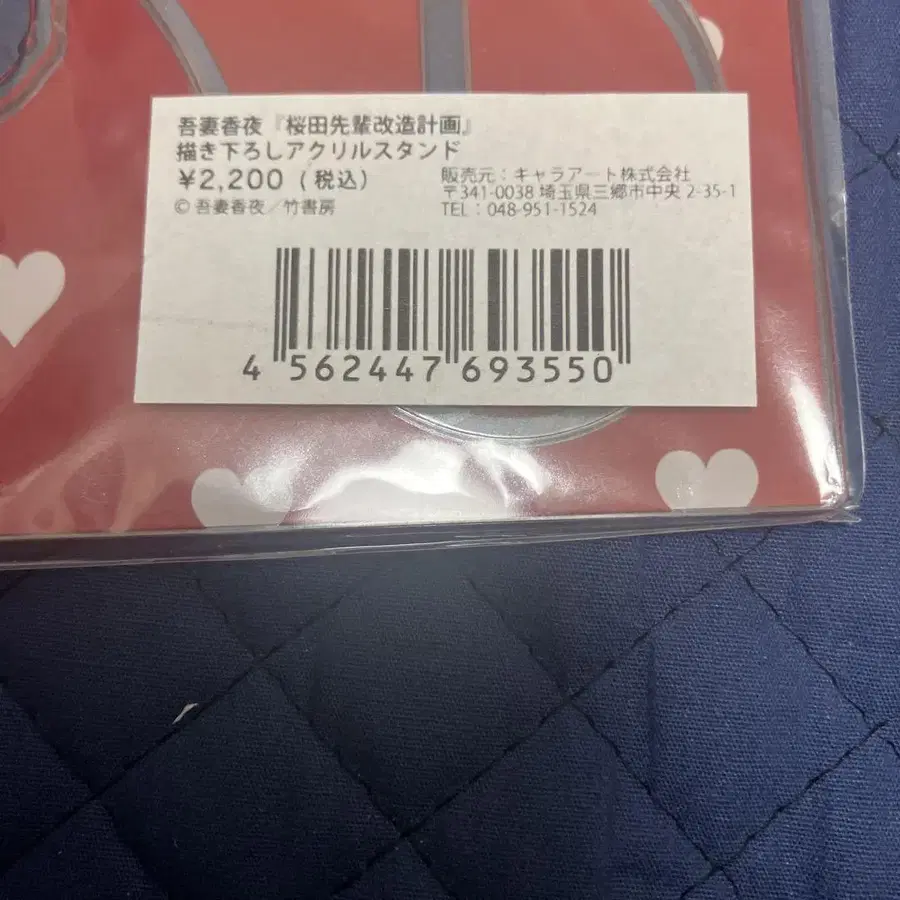 吾妻香夜『桜田先輩改造計画』
描き下ろしアクリルスタンド
¥2,200（税込）
© 吾妻香夜／竹書房
販売元：キャラアート株式会社
〒341-0038 埼玉県三郷市中央 2-35-1
TEL：048-951-1524
4 562447 693550